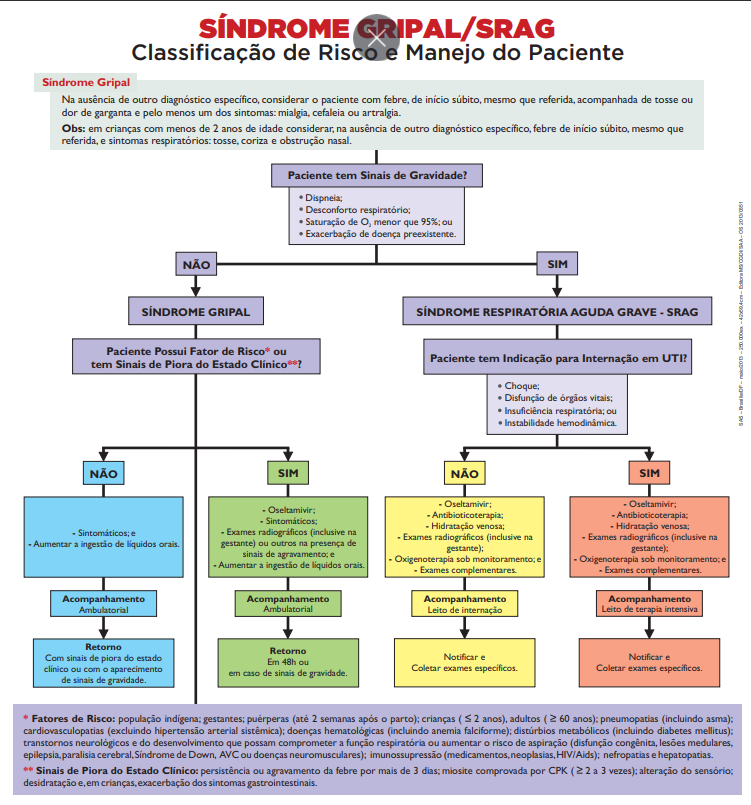 SÍNDROME GRIPAL/SRAG
Classificação de Risco e Manejo do Paciente
Síndrome Gripal
Na ausência de outro diagnóstico específico, considerar o paciente com febre, de início súbito, mesmo que referida, acompanhada de tosse ou
dor de garganta e pelo menos um dos sintomas: mialgia, cefaleia ou artralgia.
Obs: em crianças com menos de 2 anos de idade considerar, na ausência de outro diagnóstico específico, febre de início súbito, mesmo que
referida, e sintomas respiratórios: tosse, coriza e obstrução nasal.
Paciente tem Sinais de Gravidade?
• Dispneia;
• Desconforto respiratório;
• Saturação de O₂ menor que 95%; ou
• Exacerbação de doença preexistente.
NÃO
SIM
SÍNDROME GRIPAL
SÍNDROME RESPIRATÓRIA AGUDA GRAVE - SRAG
Paciente Possui Fator de Risco* ou
tem Sinais de Piora do Estado Clínico**?
Paciente tem Indicação para Internação em UTI?
• Choque;
• Disfunção de órgãos vitais;
• Insuficiência respiratória; ou
• Instabilidade hemodinâmica.
NÃO
SIM
NÃO
SIM
- Sintomáticos; e
- Aumentar a ingestão de líquidos orais.
- Oseltamivir;
- Sintomáticos;
- Exames radiográficos (inclusive na
gestante) ou outros na presença de
sinais de agravamento; e
- Aumentar a ingestão de líquidos orais.
- Oseltamivir;
- Antibioticoterapia;
- Hidratação venosa;
- Exames radiográficos (inclusive na
gestante);
- Oxigenoterapia sob monitoramento; e
- Exames complementares.
- Oseltamivir;
- Antibioticoterapia;
- Hidratação venosa;
- Exames radiográficos (inclusive na
gestante);
- Oxigenoterapia sob monitoramento; e
- Exames complementares.
Acompanhamento
Ambulatorial
Acompanhamento
Ambulatorial
Acompanhamento
Leito de internação
Acompanhamento
Leito de terapia intensiva
Retorno
Com sinais de piora do estado
clínico ou com o aparecimento
de sinais de gravidade.
Retorno
Em 48h ou
em caso de sinais de gravidade.
Notificar e
Coletar exames específicos.
Notificar e
Coletar exames específicos.
* Fatores de Risco: população indígena; gestantes; puérperas (até 2 semanas após o parto); crianças ( ≤ 2 anos), adultos ( ≥ 60 anos); pneumopatias (incluindo asma);
cardiovasculopatias (excluindo hipertensão arterial sistêmica); doenças hematológicas (incluindo anemia falciforme); distúrbios metabólicos (incluindo diabetes mellitus);
transtornos neurológicos e do desenvolvimento que possam comprometer a função respiratória ou aumentar o risco de aspiração (disfunção congênita, lesões medulares,
epilepsia, paralisia cerebral, Síndrome de Down, AVC ou doenças neuromusculares); imunossupressão (medicamentos, neoplasias, HIV/Aids); nefropatias e hepatopatias.
** Sinais de Piora do Estado Clínico: persistência ou agravamento da febre por mais de 3 dias; miosite comprovada por CPK ( ≥ 2 a 3 vezes); alteração do sensório;
desidratação e, em crianças, exacerbação dos sintomas gastrointestinais.